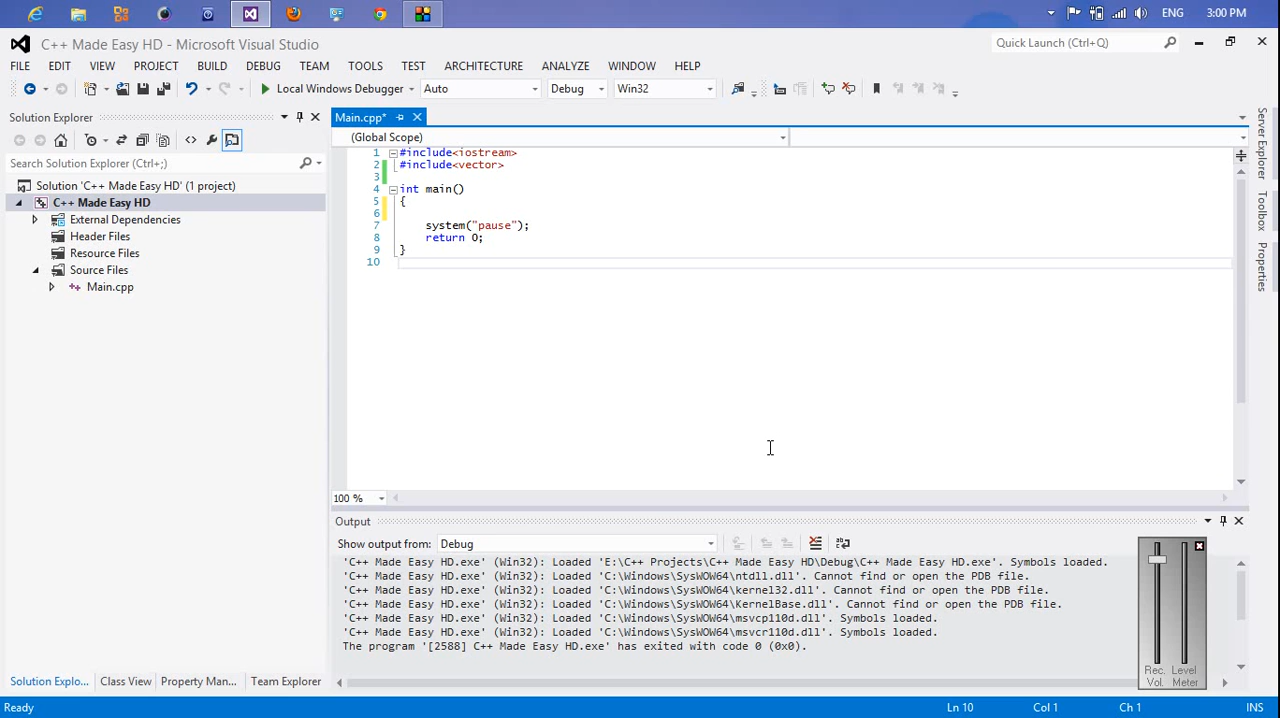 ENG 3:00 PM
C++ Made Easy HD - Microsoft Visual Studio
Quick Launch (Ctrl+Q)
FILE EDIT VIEW PROJECT BUILD DEBUG TEAM TOOLS TEST ARCHITECTURE ANALYZE WINDOW HELP
Local Windows Debugger Auto Debug Win32
Solution Explorer
Search Solution Explorer (Ctrl+;)
Solution 'C++ Made Easy HD' (1 project)
C++ Made Easy HD
External Dependencies
Header Files
Resource Files
Source Files
Main.cpp
Main.cpp*
(Global Scope)
1 #include<iostream>
2 #include<vector>
3
4 int main()
5 {
6
7 system("pause");
8 return 0;
9 }
10
100 %
Output
Show output from: Debug
'C++ Made Easy HD.exe' (Win32): Loaded 'E:\C++ Projects\C++ Made Easy HD\Debug\C++ Made Easy HD.exe'. Symbols loaded.
'C++ Made Easy HD.exe' (Win32): Loaded 'C:\Windows\SysWOW64\ntdll.dll'. Cannot find or open the PDB file.
'C++ Made Easy HD.exe' (Win32): Loaded 'C:\Windows\SysWOW64\kernel32.dll'. Cannot find or open the PDB file.
'C++ Made Easy HD.exe' (Win32): Loaded 'C:\Windows\SysWOW64\KernelBase.dll'. Cannot find or open the PDB file.
'C++ Made Easy HD.exe' (Win32): Loaded 'C:\Windows\SysWOW64\msvcp110d.dll'. Symbols loaded.
'C++ Made Easy HD.exe' (Win32): Loaded 'C:\Windows\SysWOW64\msvcr110d.dll'. Symbols loaded.
The program '[2588] C++ Made Easy HD.exe' has exited with code 0 (0x0).
Server Explorer
Toolbox
Properties
Rec. Level
Vol. Meter
Solution Explo... Class View Property Man... Team Explorer
Ready Ln 10 Col 1 Ch 1 INS